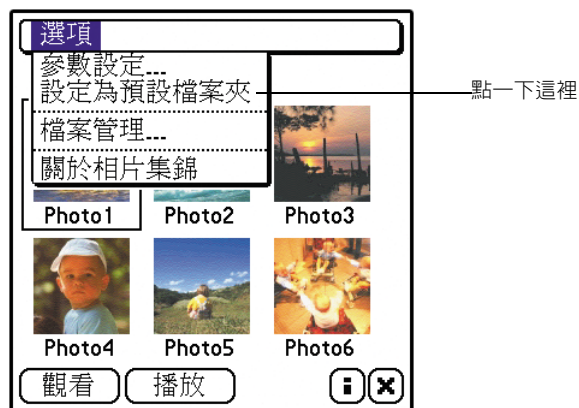 選項
參數設定...
設定為預設檔案夾
點一下這裡
檔案管理...
關於相片集錦
Photo1 Photo2 Photo3
Photo4 Photo5 Photo6
觀看 播放 i x